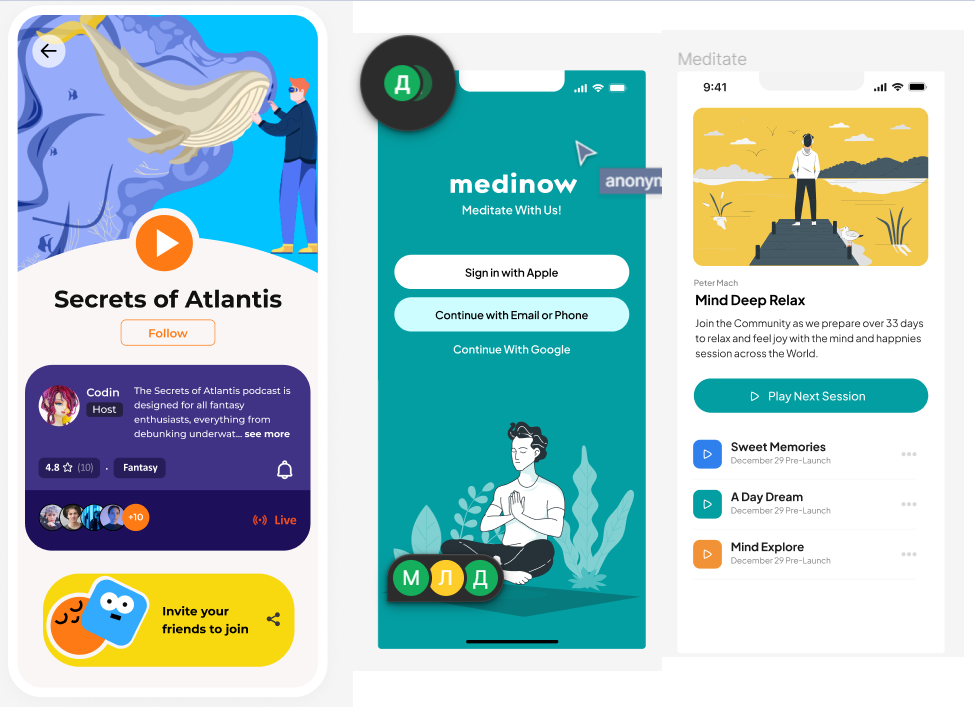 Secrets of Atlantis
Follow
Codin
Host
The Secrets of Atlantis podcast is
designed for all fantasy
enthusiasts, everything from
debunking underwat... see more
4.8 (10) · Fantasy
+10
Live
Invite your
friends to join
Д
anonym
medinow
Meditate With Us!
Sign in with Apple
Continue with Email or Phone
Continue With Google
М Л Д
Meditate
9:41
Peter Mach
Mind Deep Relax
Join the Community as we prepare over 33 days
to relax and feel joy with the mind and happnies
session across the World.
Play Next Session
Sweet Memories
December 29 Pre-Launch
A Day Dream
December 29 Pre-Launch
Mind Explore
December 29 Pre-Launch